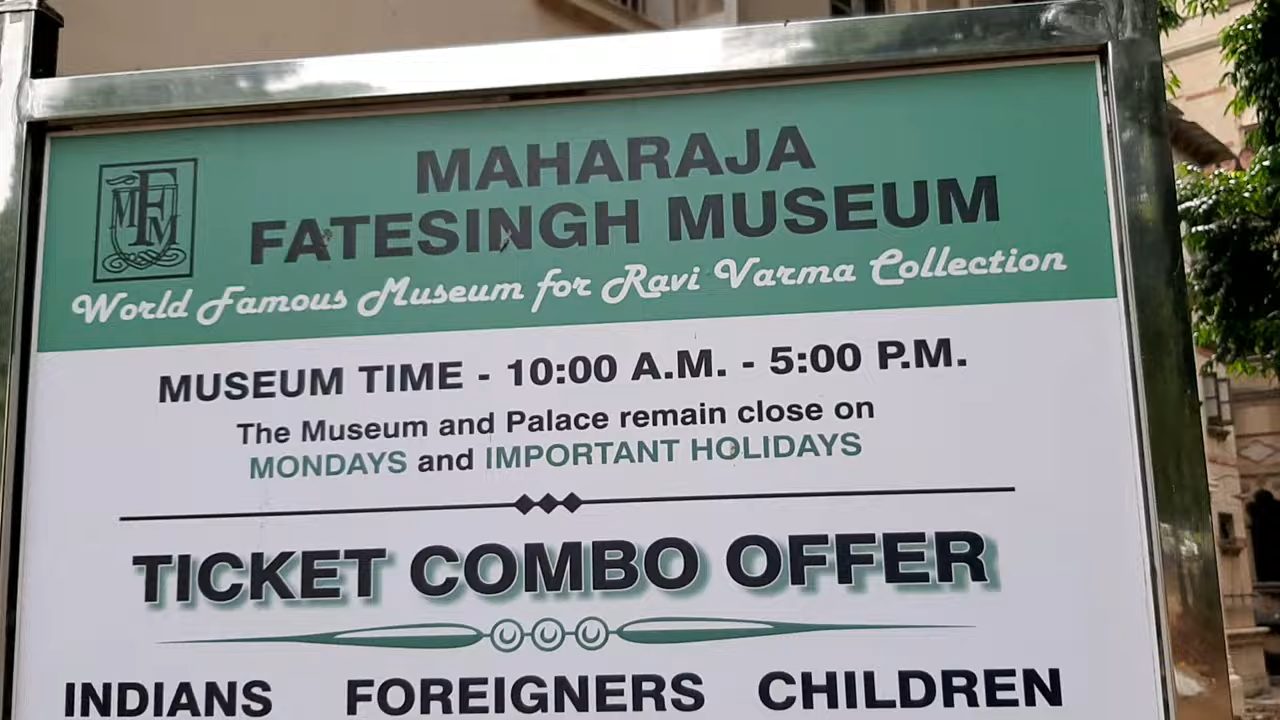 MFM
MAHARAJA
FATESINGH MUSEUM
World Famous Museum for Ravi Varma Collection
MUSEUM TIME - 10:00 A.M. - 5:00 P.M.
The Museum and Palace remain close on
MONDAYS and IMPORTANT HOLIDAYS
TICKET COMBO OFFER
INDIANS FOREIGNERS CHILDREN